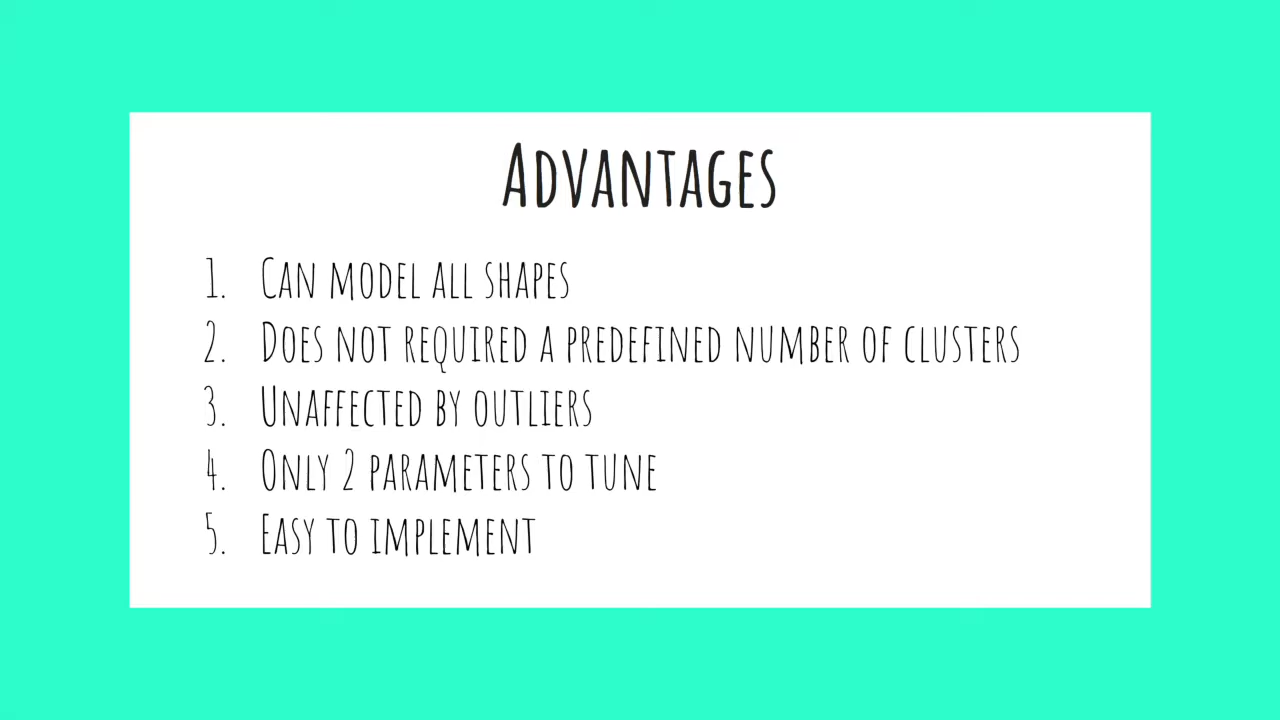 Advantages
1. Can model all shapes
2. Does not required a predefined number of clusters
3. Unaffected by outliers
4. Only 2 parameters to tune
5. Easy to implement